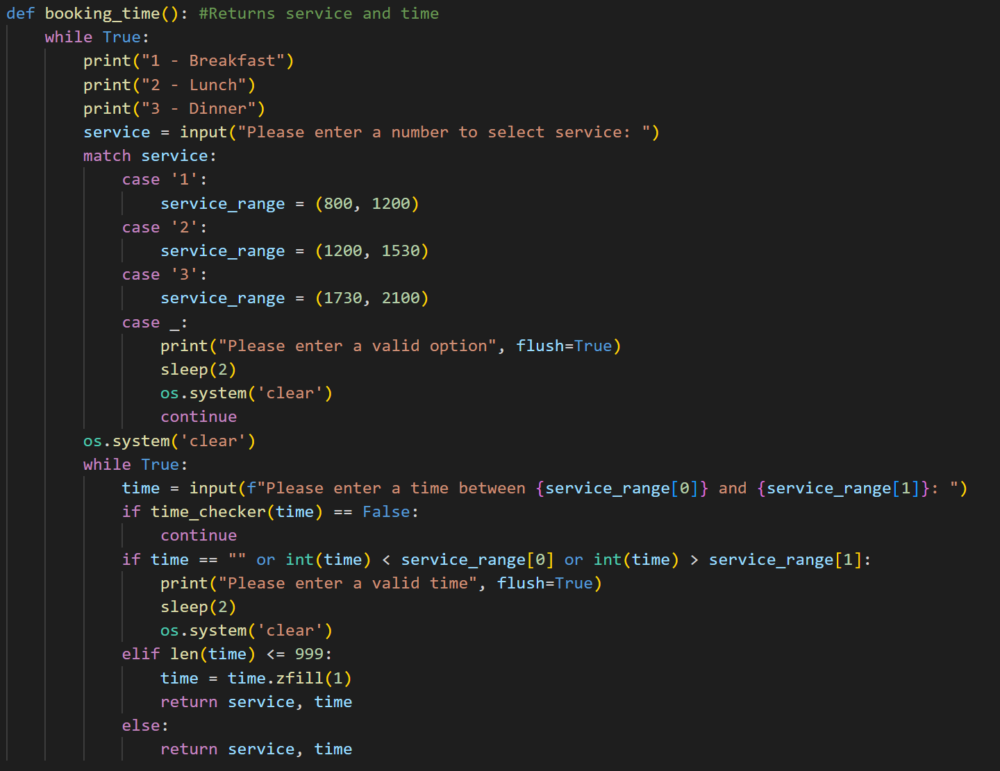 def booking_time(): #Returns service and time
    while True:
        print("1 - Breakfast")
        print("2 - Lunch")
        print("3 - Dinner")
        service = input("Please enter a number to select service: ")
        match service:
            case '1':
                service_range = (800, 1200)
            case '2':
                service_range = (1200, 1530)
            case '3':
                service_range = (1730, 2100)
            case _:
                print("Please enter a valid option", flush=True)
                sleep(2)
                os.system('clear')
                continue
        os.system('clear')
        while True:
            time = input(f"Please enter a time between {service_range[0]} and {service_range[1]}: ")
            if time_checker(time) == False:
                continue
            if time == "" or int(time) < service_range[0] or int(time) > service_range[1]:
                print("Please enter a valid time", flush=True)
                sleep(2)
                os.system('clear')
            elif len(time) <= 999:
                time = time.zfill(1)
                return service, time
            else:
                return service, time